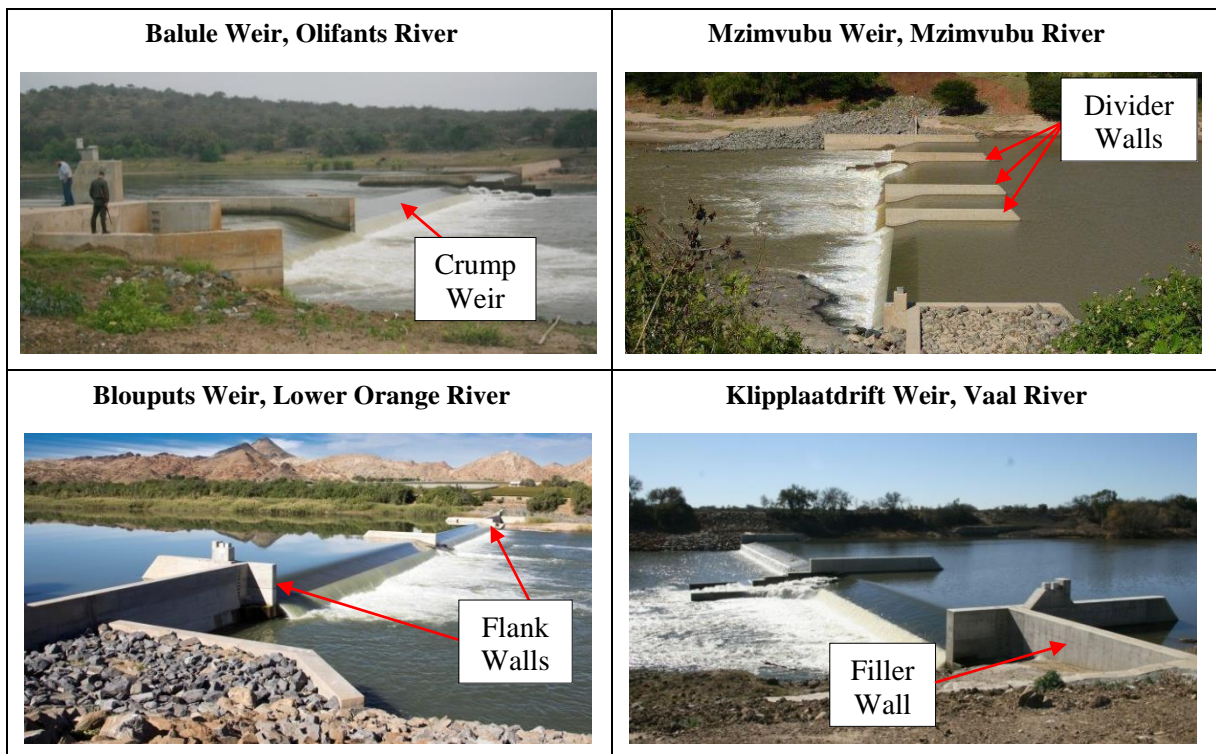 Balule Weir, Olifants River
Mzimvubu Weir, Mzimvubu River
Divider
Walls
Crump
Weir
Blouputs Weir, Lower Orange River
Klipplaatdrift Weir, Vaal River
Flank
Walls
Filler
Wall